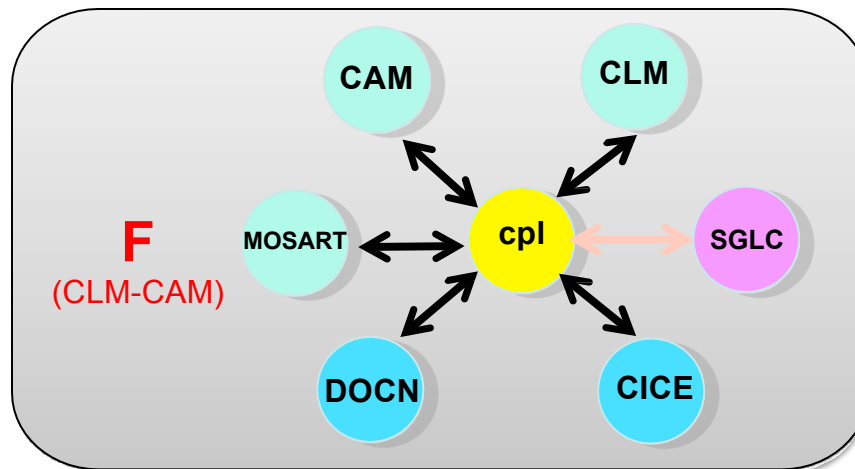 CAM
CLM
F
(CLM-CAM)
MOSART
cpl
SGLC
DOCN
CICE